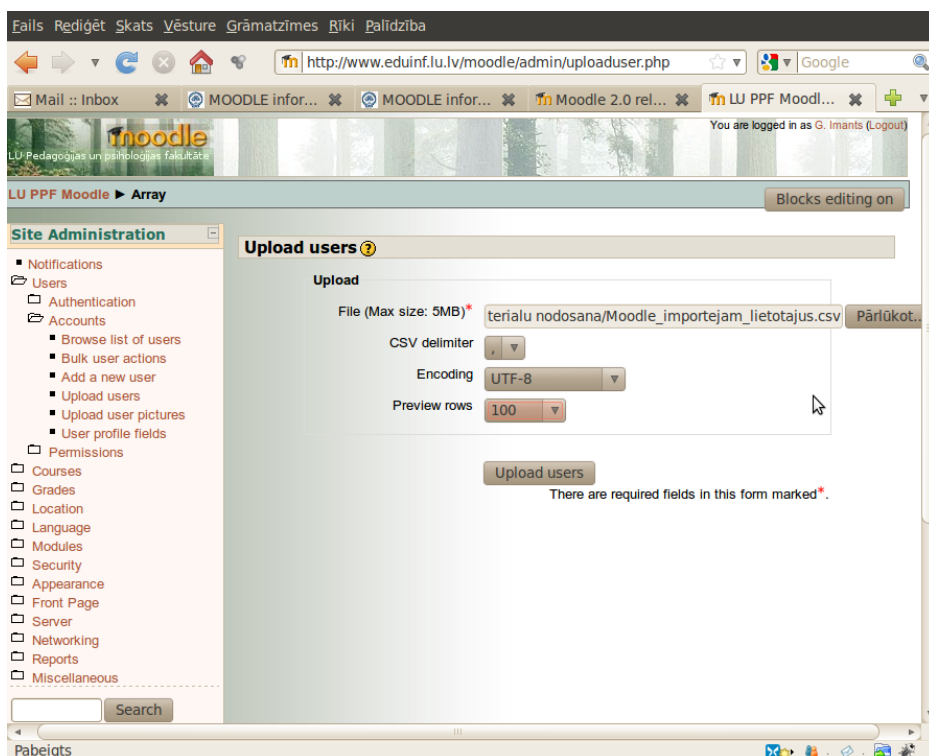 Fails Rediģēt Skats Vēsture Grāmatzīmes Rīki Palīdzība
http://www.eduinf.lu.lv/moodle/admin/uploaduser.php
Google
Mail :: Inbox
MOODLE infor...
MOODLE infor...
Moodle 2.0 rel...
LU PPF Moodl...
moodle
LU Pedagoģijas un psiholoģijas fakultāte
You are logged in as G. Imants (Logout)
LU PPF Moodle ► Array
Blocks editing on
Site Administration
Notifications
Users
Authentication
Accounts
Browse list of users
Bulk user actions
Add a new user
Upload users
Upload user pictures
User profile fields
Permissions
Courses
Grades
Location
Language
Modules
Security
Appearance
Front Page
Server
Networking
Reports
Miscellaneous
Search
Upload users
Upload
File (Max size: 5MB)* terialu nodosana/Moodle_importejam_lietotajus.csv Pārlūkot...
CSV delimiter ,
Encoding UTF-8
Preview rows 100
Upload users
There are required fields in this form marked*.
Pabeigts